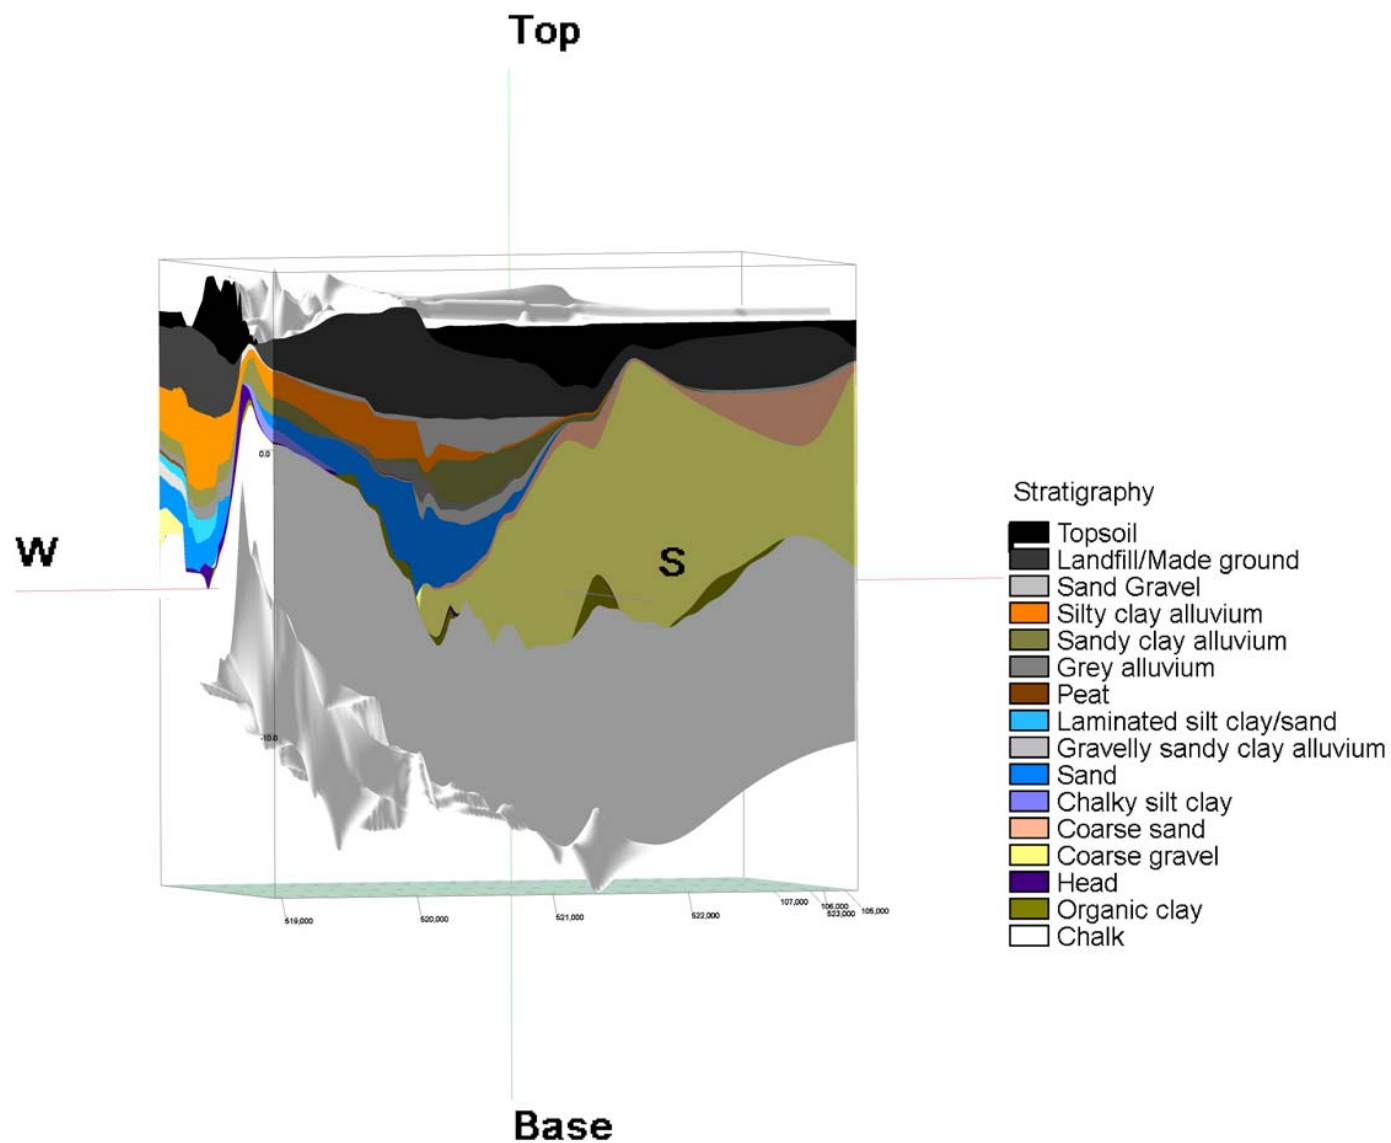 Top
W
0.0
S
-10.0
519,000
520,000
521,000
522,000
107,000
106,000
523,000
105,000
Base
Stratigraphy
Topsoil
Landfill/Made ground
Sand Gravel
Silty clay alluvium
Sandy clay alluvium
Grey alluvium
Peat
Laminated silt clay/sand
Gravelly sandy clay alluvium
Sand
Chalky silt clay
Coarse sand
Coarse gravel
Head
Organic clay
Chalk